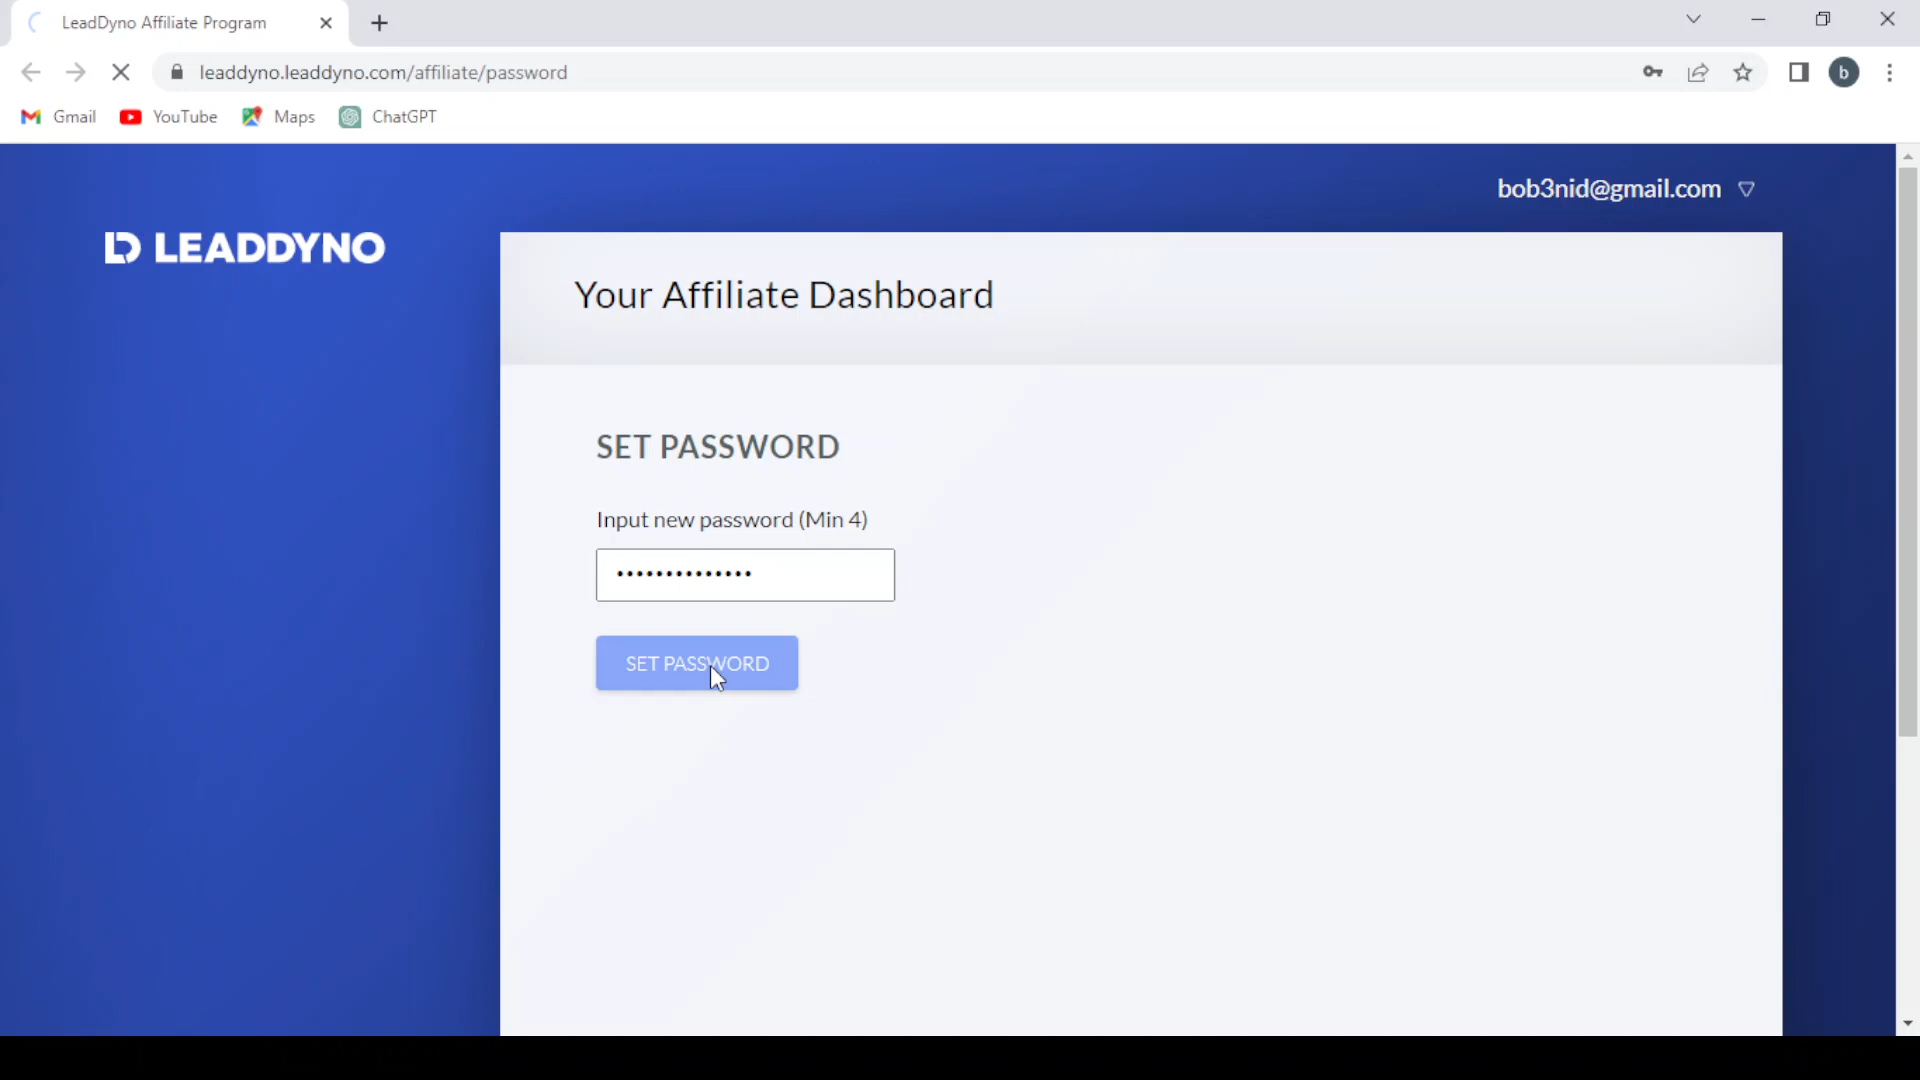 LeadDyno Affiliate Program
leaddyno.leaddyno.com/affiliate/password
b
Gmail
YouTube
Maps
ChatGPT
bob3nid@gmail.com
LEADDYNO
Your Affiliate Dashboard
SET PASSWORD
Input new password (Min 4)
••••••••••••••
SET PASSWORD